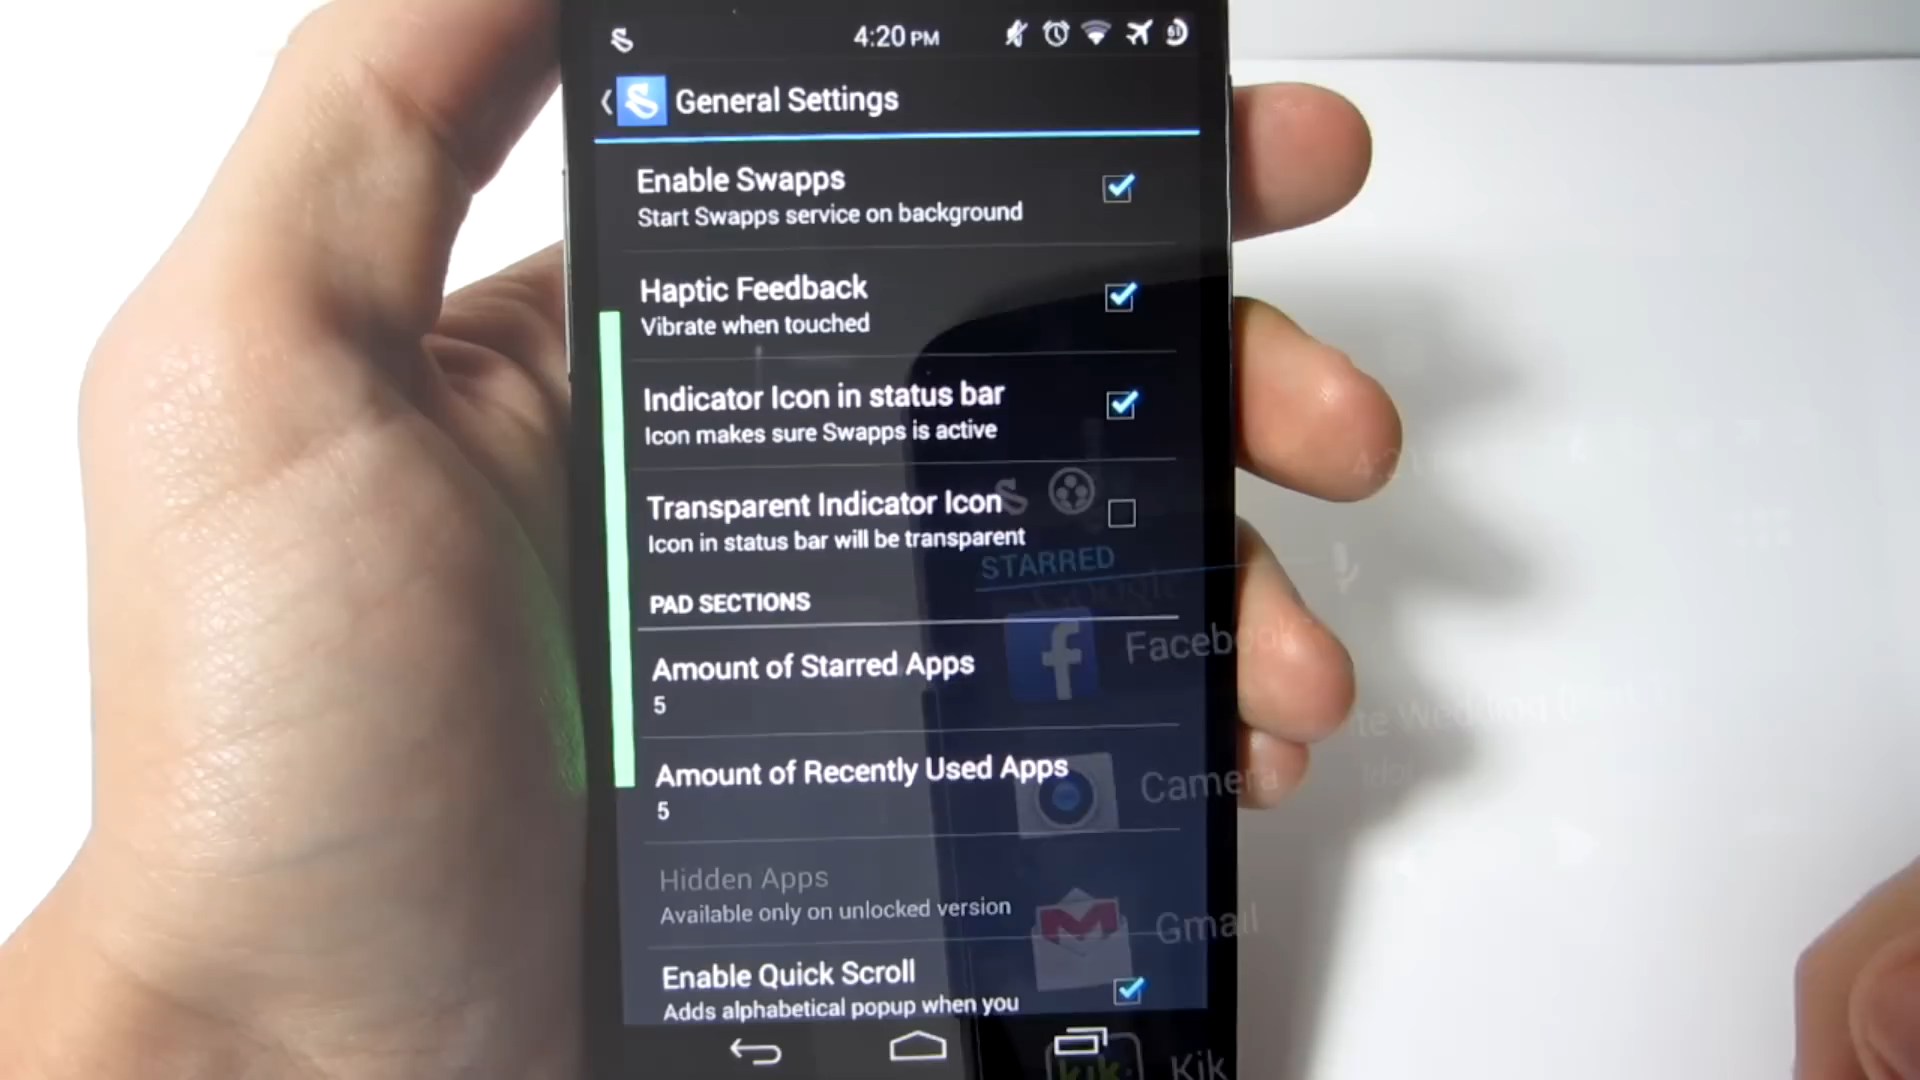 4:20 PM
61
General Settings
Enable Swapps
Start Swapps service on background
Haptic Feedback
Vibrate when touched
Indicator Icon in status bar
Icon makes sure Swapps is active
Transparent Indicator Icon
Icon in status bar will be transparent
STARRED
Google
PAD SECTIONS
Facebook
Amount of Starred Apps
5
Amount of Recently Used Apps
5
Camera
Hidden Apps
Available only on unlocked version
Gmail
Enable Quick Scroll
Adds alphabetical popup when you
kik
Kik